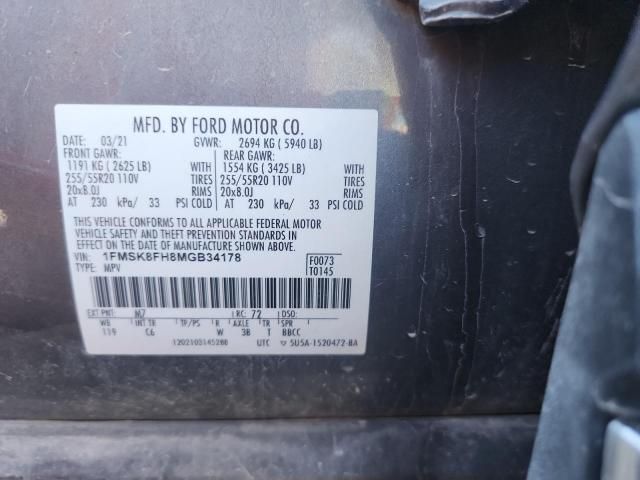 MFD. BY FORD MOTOR CO.
03/21 GVWR: 2694 KG ( 5940 LB)
FRONT GAWR: REAR GAWR:
1191 KG ( 2625 LB) WITH 1554 KG ( 3425 LB) WITH
255/55R20 110V TIRES 255/55R20 110V TIRES
20x8.0J RIMS 20x8.0J RIMS
AT 230 kPa/ 33 PSI COLD AT 230 kPa/ 33 PSI COLD
THIS VEHICLE CONFORMS TO ALL APPLICABLE FEDERAL MOTOR
VEHICLE SAFETY AND THEFT PREVENTION STANDARDS IN
EFFECT ON THE DATE OF MANUFACTURE SHOWN ABOVE.
VIN: 1FMSK8FH8MGB34178 F0073
TYPE: MPV T0145
EXT PNT: M7 RC: 72 DSO:
WB INT TR TP/PS R AXLE TR SPR
119 C6 W 3B T BBCC
UTC 5U5A-1520472-BA